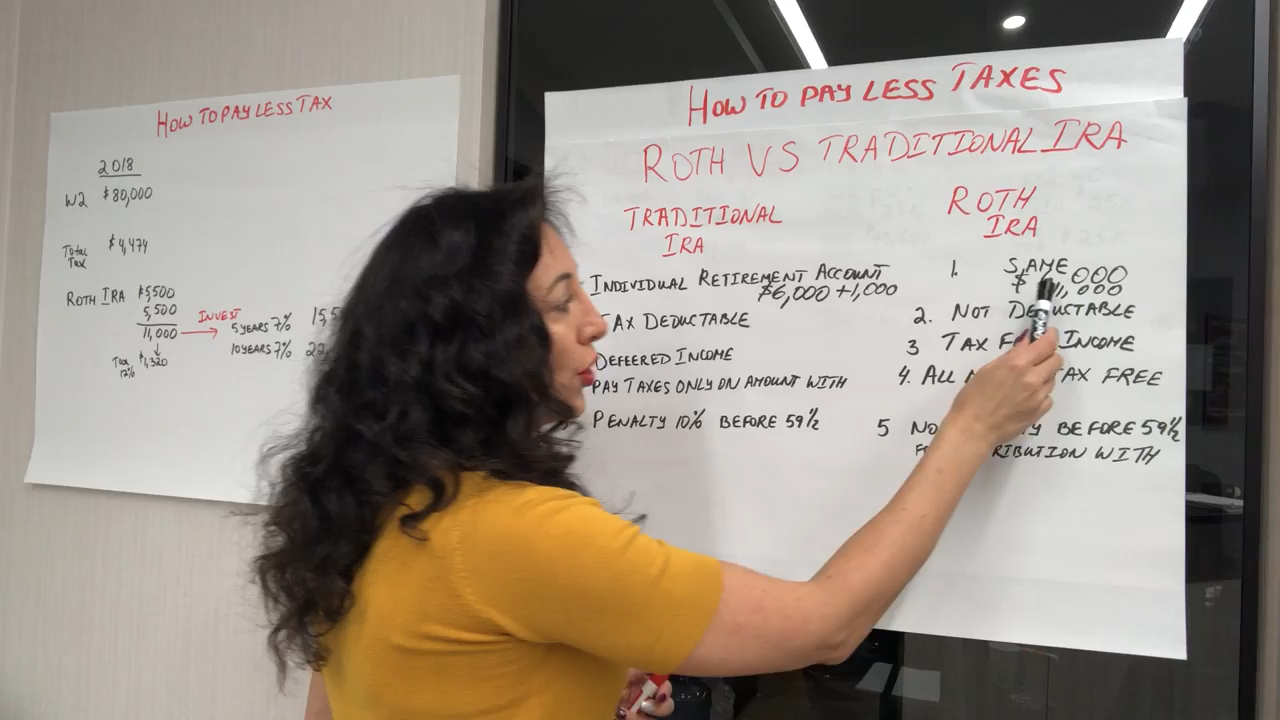 HOW TO PAY LESS TAX
2018
W2 $80,000
Total Tax $4,474
ROTH IRA $5,500
5,500
11,000
INVEST
5 YEARS 7%
10 YEARS 7%
Tax 12% $1,320
HOW TO PAY LESS TAXES
ROTH VS TRADITIONAL IRA
TRADITIONAL
IRA
INDIVIDUAL RETIREMENT ACCOUNT
$6,000 +1,000
TAX DEDUCTABLE
DEFERED INCOME
PAY TAXES ONLY ON AMOUNT WITH
PENALTY 10% BEFORE 59½
ROTH
IRA
1. SAME
2. NOT DEDUCTABLE
3 TAX INCOME
4. ALL TAX FREE
5 BEFORE 59½
WITH